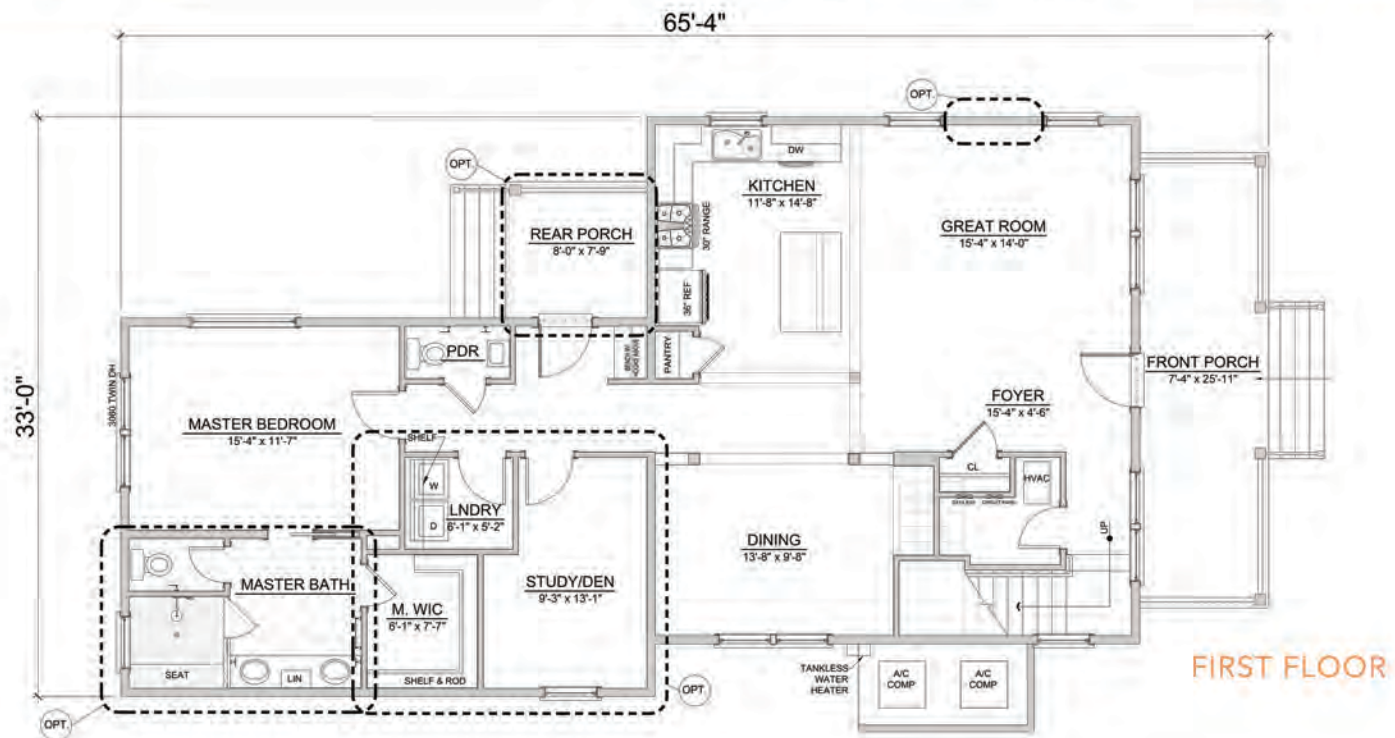 65'-4"
33'-0"
OPT.
OPT.
KITCHEN
11'-8" x 14'-8"
DW
30" RANGE
36" REF
PANTRY
GREAT ROOM
15'-4" x 14'-0"
REAR PORCH
8'-0" x 7'-9"
FRONT PORCH
7'-4" x 25'-11"
FOYER
15'-4" x 4'-6"
PDR
3060 TWIN DH
MASTER BEDROOM
15'-4" x 11'-7"
SHELF
W
D
LNDRY
6'-1" x 5'-2"
CL
HVAC
UP
DINING
13'-8" x 9'-8"
STUDY/DEN
9'-3" x 13'-1"
MASTER BATH
M. WIC
6'-1" x 7'-7"
SEAT
LIN
SHELF & ROD
TANKLESS
WATER
HEATER
A/C
COMP
A/C
COMP
OPT.
OPT.
FIRST FLOOR